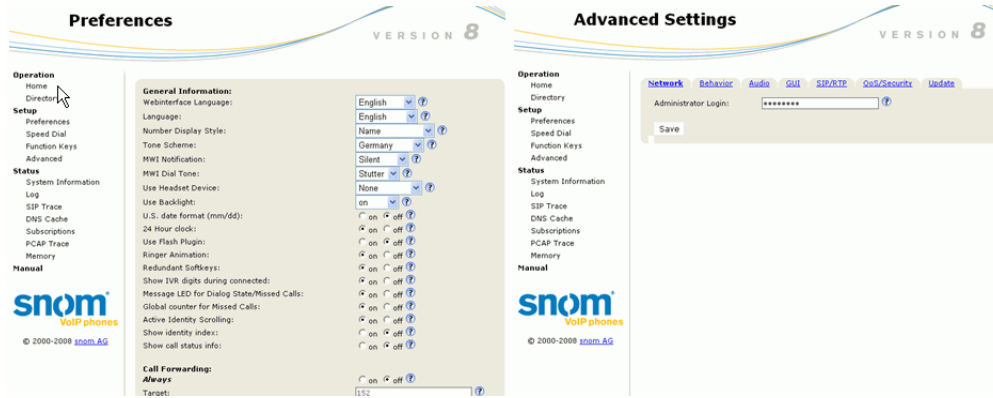 Preferences
VERSION 8
Operation
Home
Directory
Setup
Preferences
Speed Dial
Function Keys
Advanced
Status
System Information
Log
SIP Trace
DNS Cache
Subscriptions
PCAP Trace
Memory
Manual
snom
VoIP phones
© 2000-2008 snom AG
General Information:
Webinterface Language: English
Language: English
Number Display Style: Name
Tone Scheme: Germany
MWI Notification: Silent
MWI Dial Tone: Stutter
Use Headset Device: None
Use Backlight: on
U.S. date format (mm/dd): on off
24 Hour clock: on off
Use Flash Plugin: on off
Ringer Animation: on off
Redundant Softkeys: on off
Show IVR digits during connected: on off
Message LED for Dialog State/Missed Calls: on off
Global counter for Missed Calls: on off
Active Identity Scrolling: on off
Show identity index: on off
Show call status info: on off
Call Forwarding:
Always on off
Target: 152
Advanced Settings
VERSION 8
Operation
Home
Directory
Setup
Preferences
Speed Dial
Function Keys
Advanced
Status
System Information
Log
SIP Trace
DNS Cache
Subscriptions
PCAP Trace
Memory
Manual
snom
VoIP phones
© 2000-2008 snom AG
Network Behavior Audio GUI SIP/RTP QoS/Security Update
Administrator Login: ********
Save